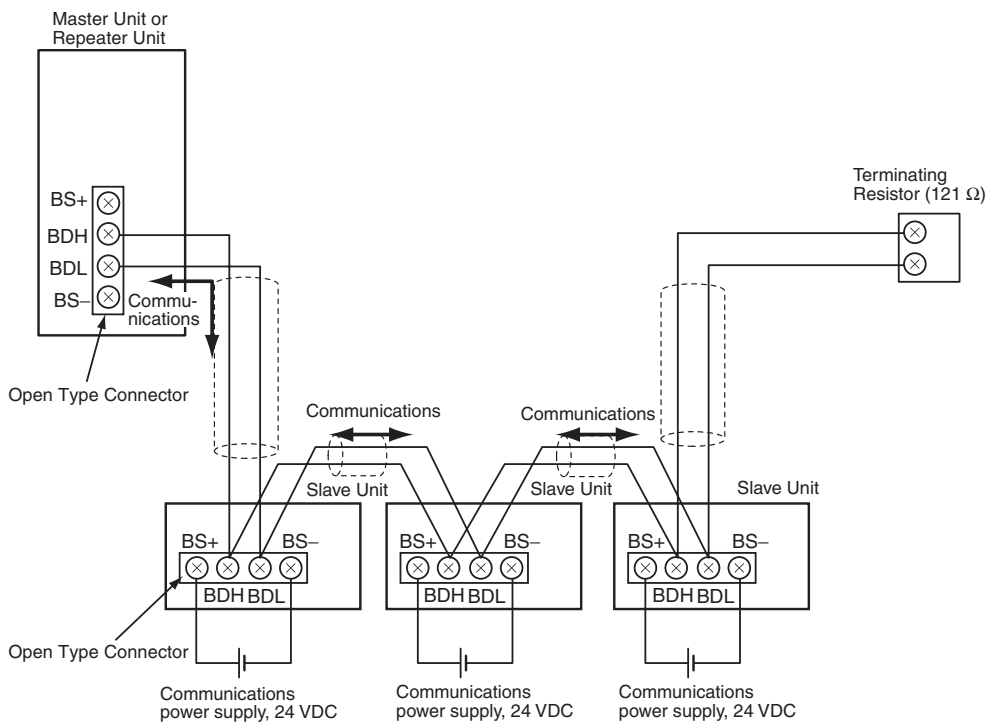 Master Unit or
Repeater Unit
BS+
BDH
BDL
BS–
Commu-
nications
Open Type Connector
Terminating
Resistor (121 Ω)
Communications
Communications
Slave Unit
Slave Unit
Slave Unit
BS+
BS–
BDH BDL
BS+
BS–
BDH BDL
BS+
BS–
BDH BDL
Open Type Connector
Communications
power supply, 24 VDC
Communications
power supply, 24 VDC
Communications
power supply, 24 VDC